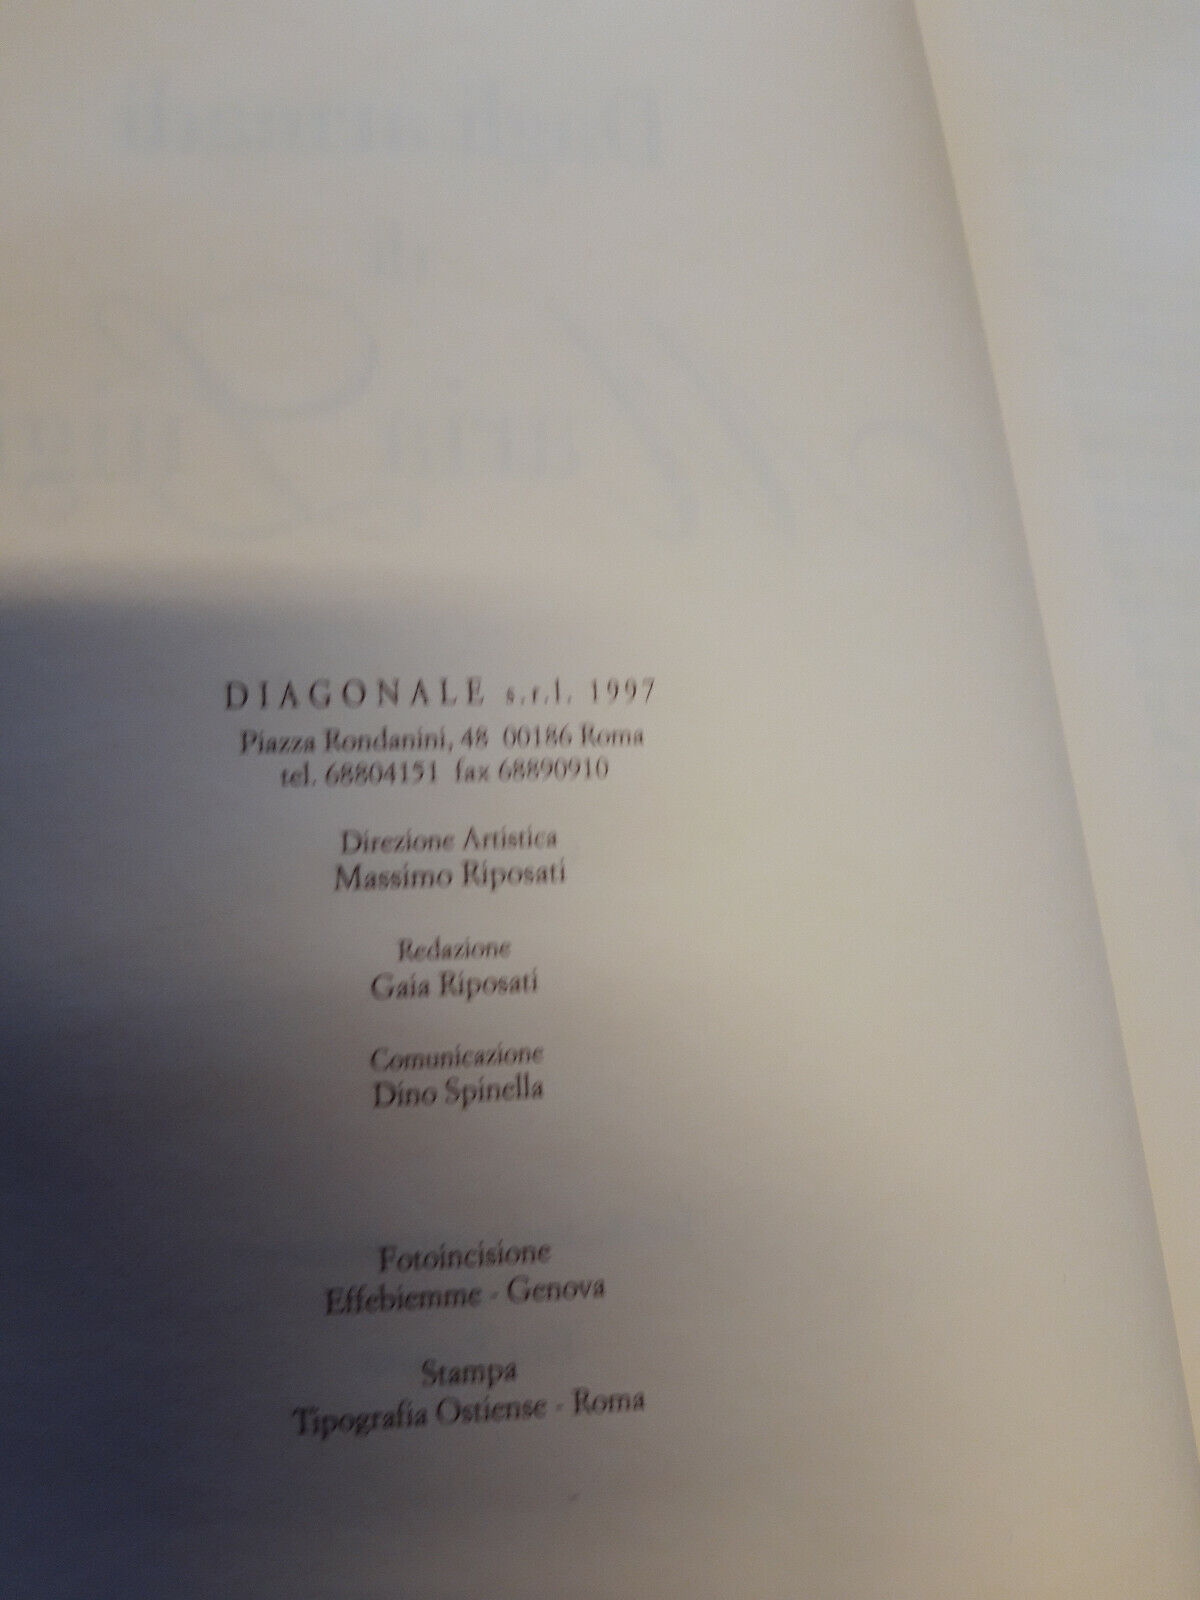 DIAGONALE s.r.l. 1997
Piazza Rondanini, 48 00186 Roma
tel. 68804151 fax 68890910
Direzione Artistica
Massimo Riposati
Redazione
Gaia Riposati
Comunicazione
Dino Spinella
Fotoincisione
Effebiemme - Genova
Stampa
Tipografia Ostiense - Roma